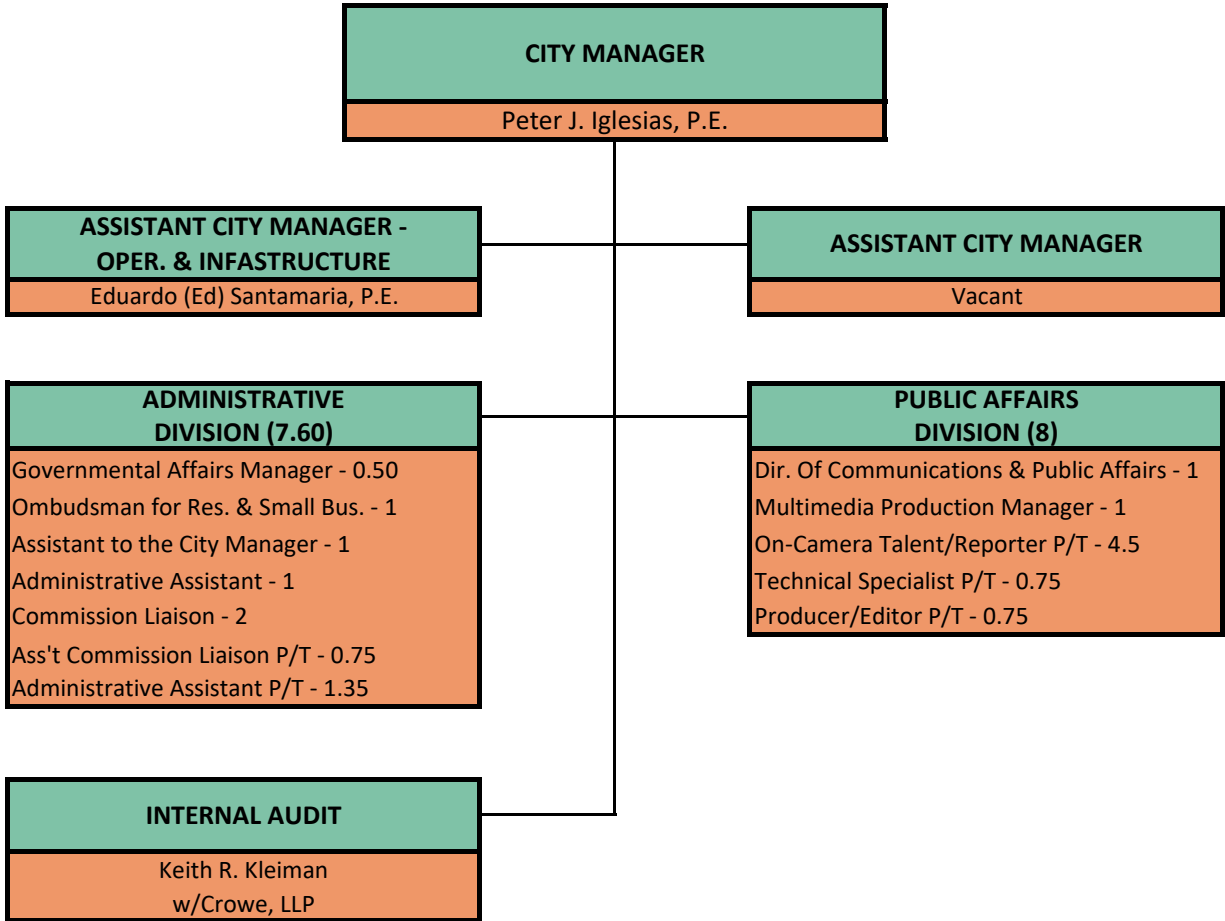 CITY MANAGER
Peter J. Iglesias, P.E.
ASSISTANT CITY MANAGER -
OPER. & INFASTRUCTURE
Eduardo (Ed) Santamaria, P.E.
ASSISTANT CITY MANAGER
Vacant
ADMINISTRATIVE
DIVISION (7.60)
Governmental Affairs Manager - 0.50
Ombudsman for Res. & Small Bus. - 1
Assistant to the City Manager - 1
Administrative Assistant - 1
Commission Liaison - 2
Ass't Commission Liaison P/T - 0.75
Administrative Assistant P/T - 1.35
PUBLIC AFFAIRS
DIVISION (8)
Dir. Of Communications & Public Affairs - 1
Multimedia Production Manager - 1
On-Camera Talent/Reporter P/T - 4.5
Technical Specialist P/T - 0.75
Producer/Editor P/T - 0.75
INTERNAL AUDIT
Keith R. Kleiman
w/Crowe, LLP